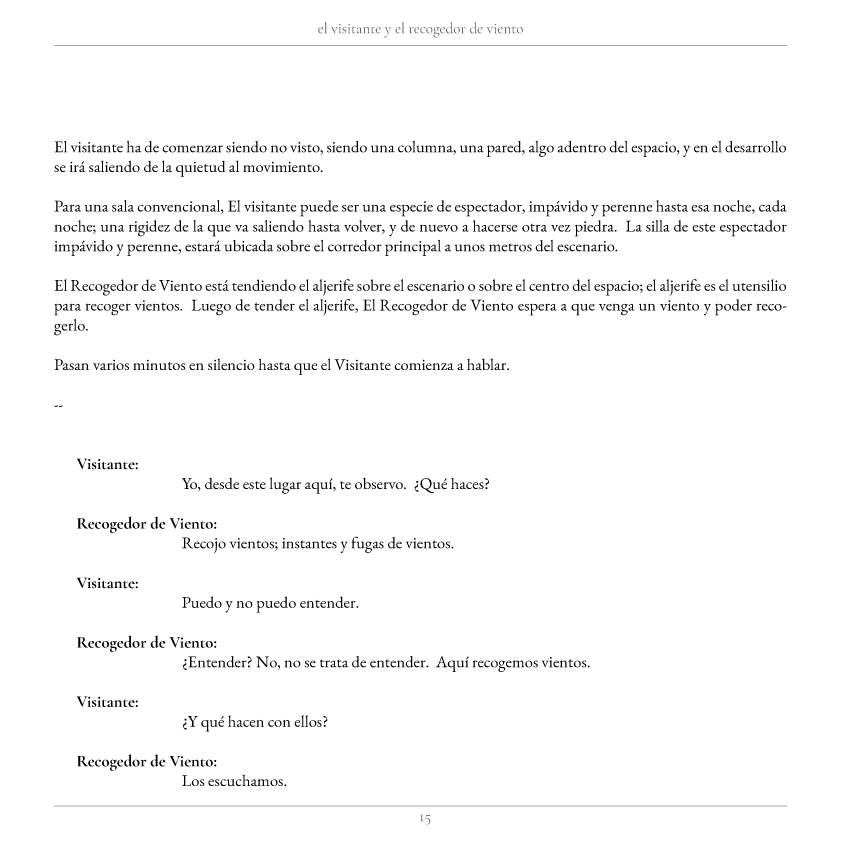 el visitante y el recogedor de viento
El visitante ha de comenzar siendo no visto, siendo una columna, una pared, algo adentro del espacio, y en el desarrollo
se irá saliendo de la quietud al movimiento.
Para una sala convencional, El visitante puede ser una especie de espectador, impávido y perenne hasta esa noche, cada
noche; una rigidez de la que va saliendo hasta volver, y de nuevo a hacerse otra vez piedra.  La silla de este espectador
impávido y perenne, estará ubicada sobre el corredor principal a unos metros del escenario.
El Recogedor de Viento está tendiendo el aljerife sobre el escenario o sobre el centro del espacio; el aljerife es el utensilio
para recoger vientos.  Luego de tender el aljerife, El Recogedor de Viento espera a que venga un viento y poder reco-
gerlo.
Pasan varios minutos en silencio hasta que el Visitante comienza a hablar.
--
Visitante:
Yo, desde este lugar aquí, te observo.  ¿Qué haces?
Recogedor de Viento:
Recojo vientos; instantes y fugas de vientos.
Visitante:
Puedo y no puedo entender.
Recogedor de Viento:
¿Entender? No, no se trata de entender.  Aquí recogemos vientos.
Visitante:
¿Y qué hacen con ellos?
Recogedor de Viento:
Los escuchamos.
15